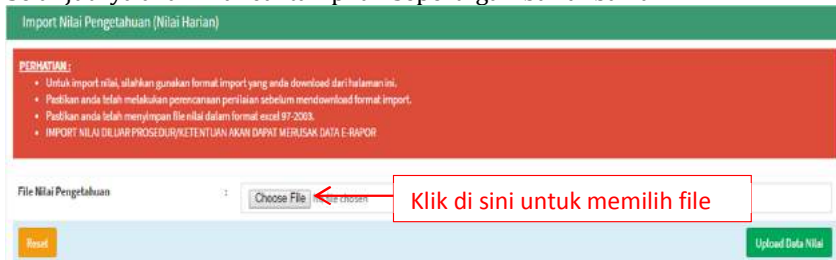 Import Nilai Pengetahuan (Nilai Harian)
PERHATIAN :
• Untuk import nilai, silahkan gunakan format import yang anda download dari halaman ini.
• Pastikan anda telah melakukan perencanaan penilaian sebelum mendownload format import.
• Pastikan anda telah menyimpan file nilai dalam format excel 97-2003.
• IMPORT NILAI DILUAR PROSEDUR/KETENTUAN AKAN DAPAT MERUSAK DATA E-RAPOR
File Nilai Pengetahuan : Choose File file chosen Klik di sini untuk memilih file
Reset Upload Data Nilai